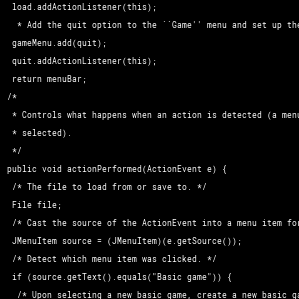 load.addActionListener(this);
* Add the quit option to the ``Game'' menu and set up the
gameMenu.add(quit);
quit.addActionListener(this);
return menuBar;
/*
* Controls what happens when an action is detected (a menu
* selected).
*/
public void actionPerformed(ActionEvent e) {
/* The file to load from or save to. */
File file;
/* Cast the source of the ActionEvent into a menu item for
JMenuItem source = (JMenuItem)(e.getSource());
/* Detect which menu item was clicked. */
if (source.getText().equals("Basic game")) {
/* Upon selecting a new basic game, create a new basic ga